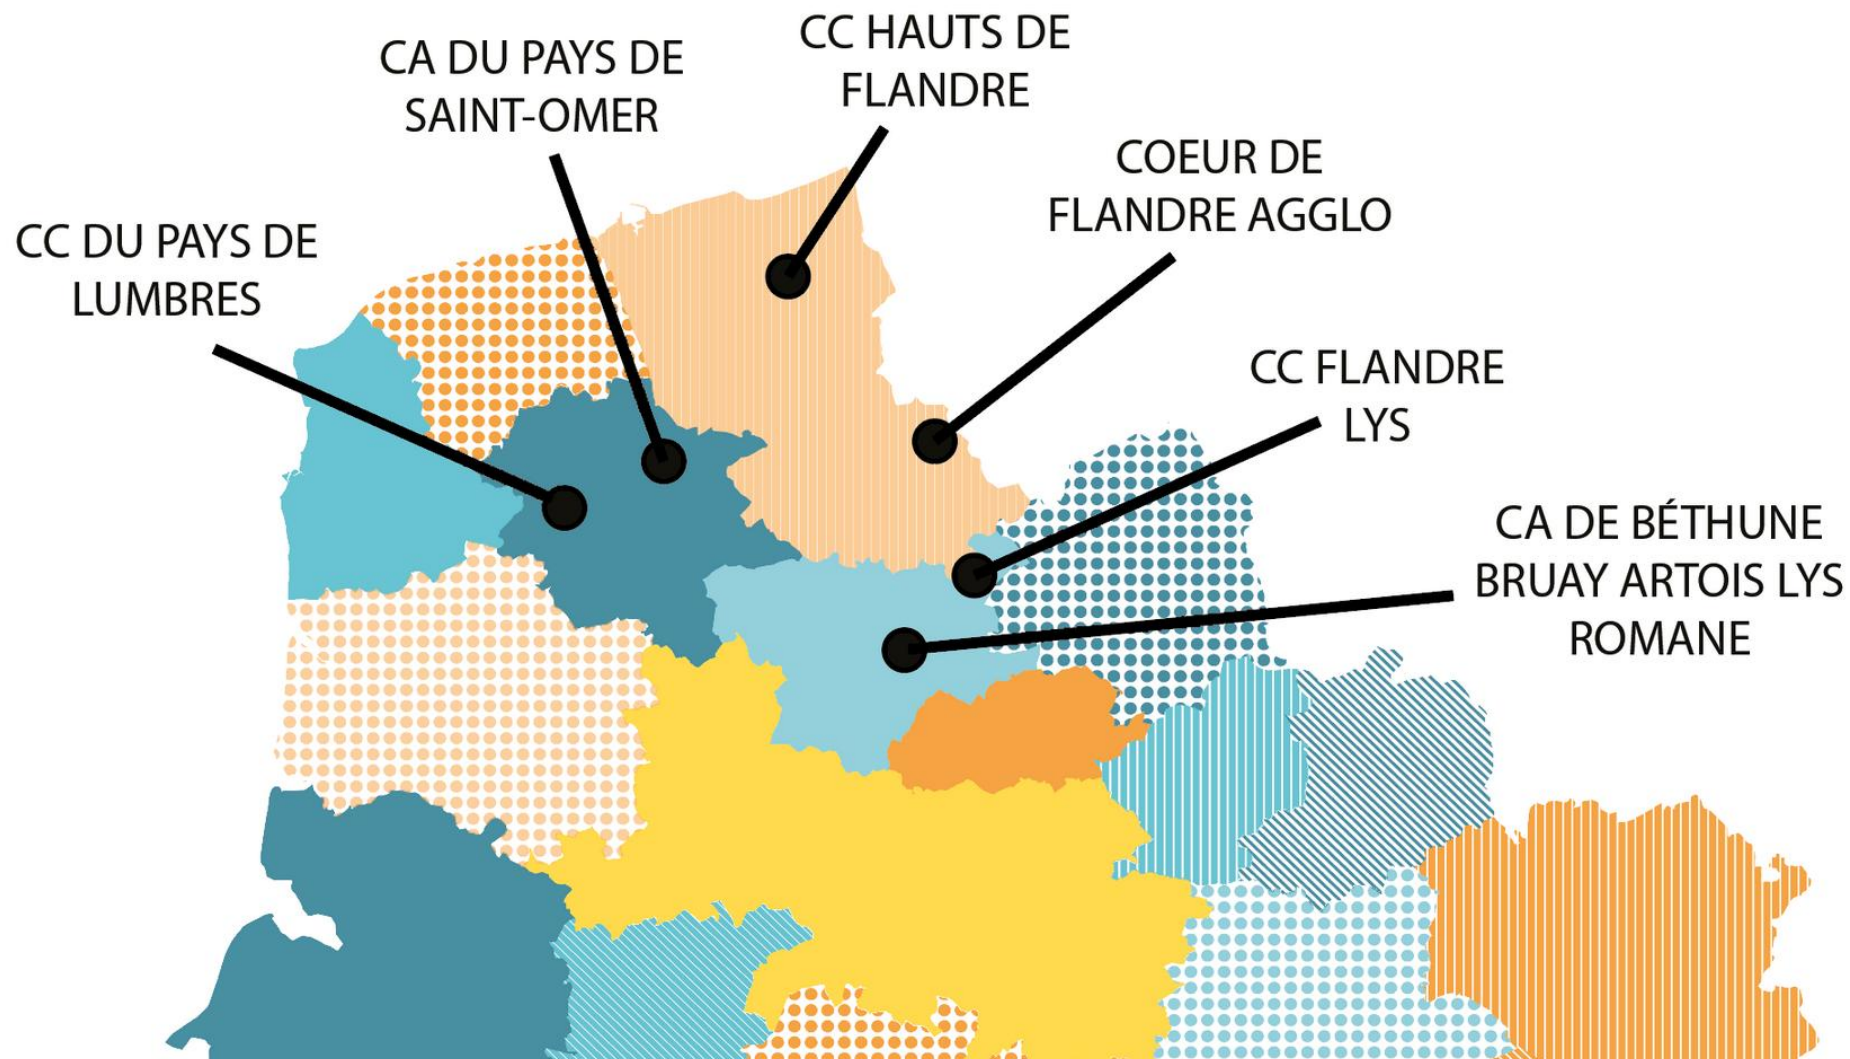 CC HAUTS DE
FLANDRE
CA DU PAYS DE
SAINT-OMER
COEUR DE
FLANDRE AGGLO
CC DU PAYS DE
LUMBRES
CC FLANDRE
LYS
CA DE BÉTHUNE
BRUAY ARTOIS LYS
ROMANE